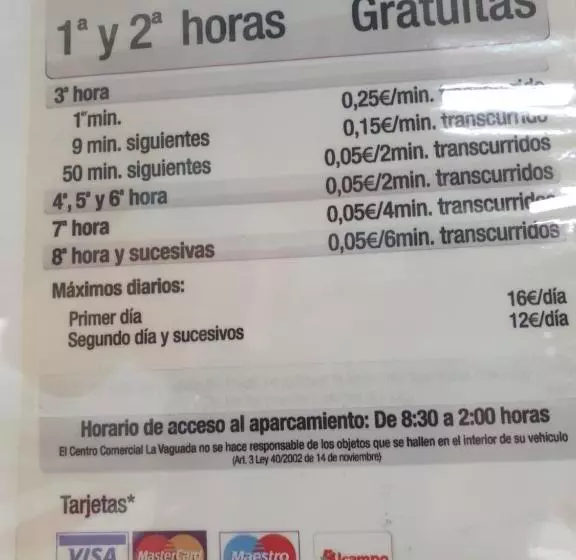 1ª y 2ª horas Gratuitas
3ª hora
1ᵉʳ min. 0,25€/min.
9 min. siguientes 0,15€/min. transcurrido
50 min. siguientes 0,05€/2min. transcurridos
4ª, 5ª y 6ª hora 0,05€/2min. transcurridos
7ª hora 0,05€/4min. transcurridos
8ª hora y sucesivas 0,05€/6min. transcurridos
Máximos diarios:
Primer día 16€/día
Segundo día y sucesivos 12€/día
Horario de acceso al aparcamiento: De 8:30 a 2:00 horas
El Centro Comercial La Vaguada no se hace responsable de los objetos que se hallen en el interior de su vehículo
(Art. 3 Ley 40/2002 de 14 de noviembre)
Tarjetas*
VISA MasterCard Maestro Alcampo